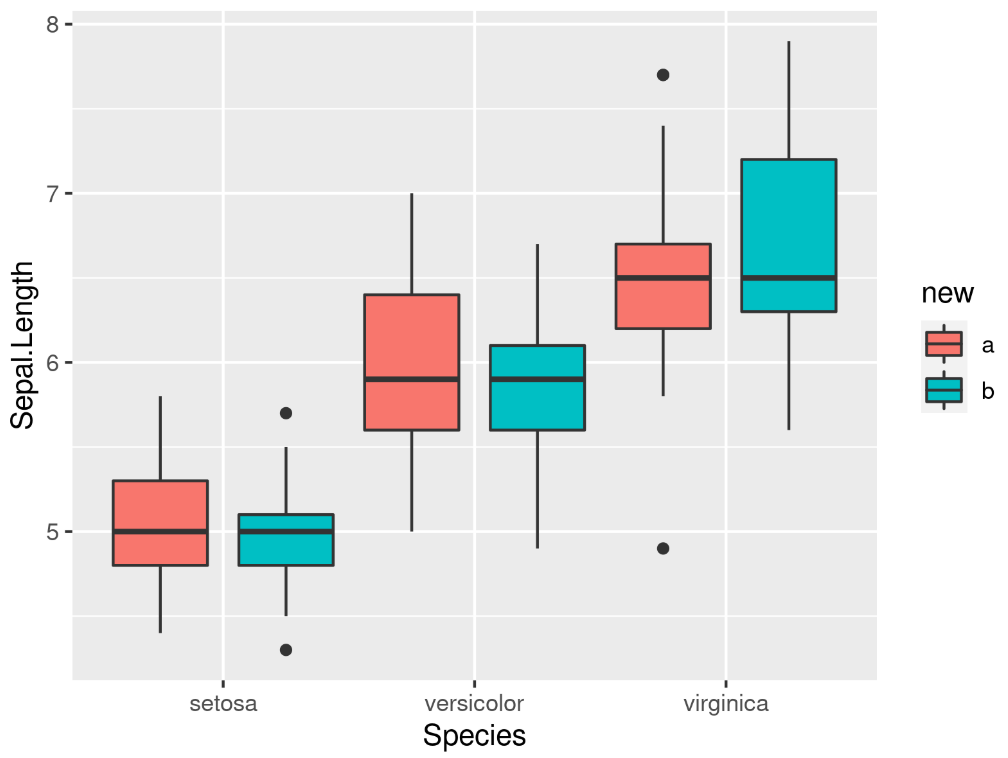 8
7
6
5
Sepal.Length
setosa
versicolor
virginica
Species
new
a
b